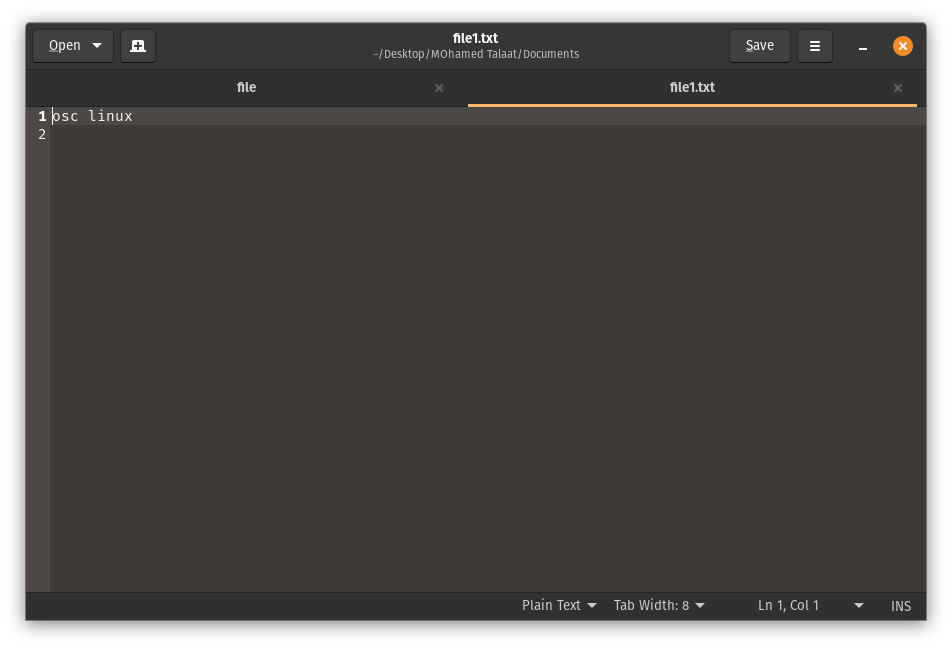 Open
file1.txt
~/Desktop/MOhamed Talaat/Documents
Save
file
file1.txt
1 osc linux
2
Plain Text
Tab Width: 8
Ln 1, Col 1
INS